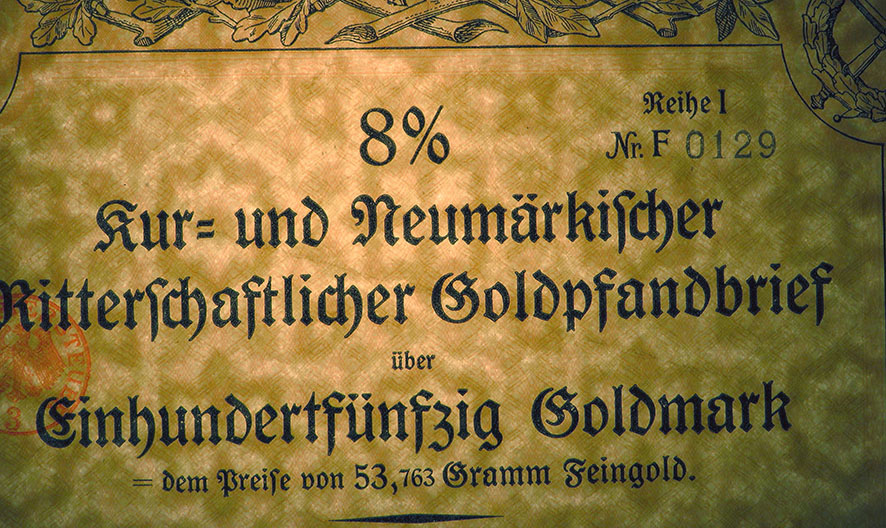 Reihe I
8%
Nr. F 0129
Kur= und Neumärkischer
Ritterschaftlicher Goldpfandbrief
über
Einhundertfünfzig Goldmark
= dem Preise von 53,763 Gramm Feingold.